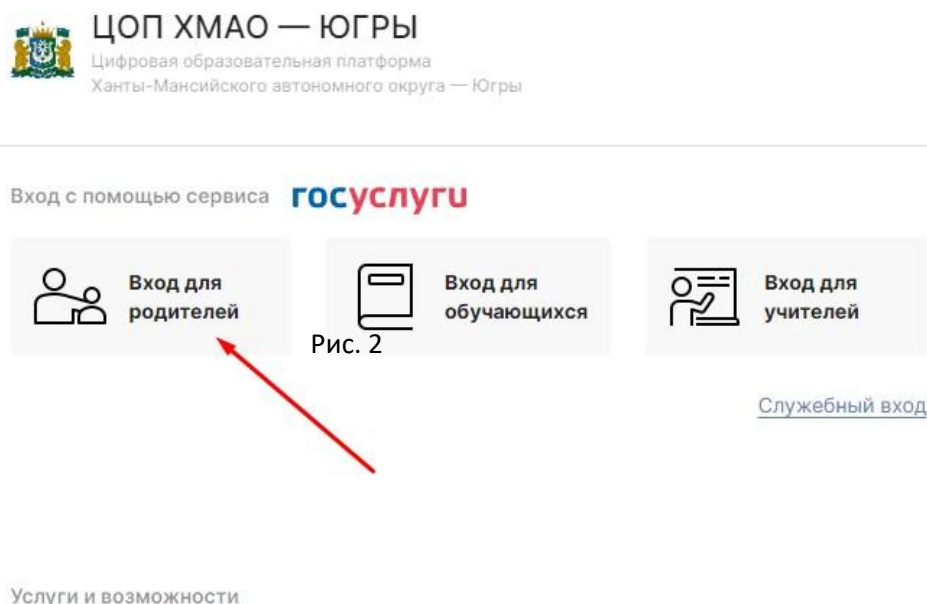 ЦОП ХМАО — ЮГРЫ
Цифровая образовательная платформа
Ханты-Мансийского автономного округа — Югры
Вход с помощью сервиса госуслуги
Вход для
родителей
Вход для
обучающихся
Вход для
учителей
Рис. 2
Служебный вход
Услуги и возможности